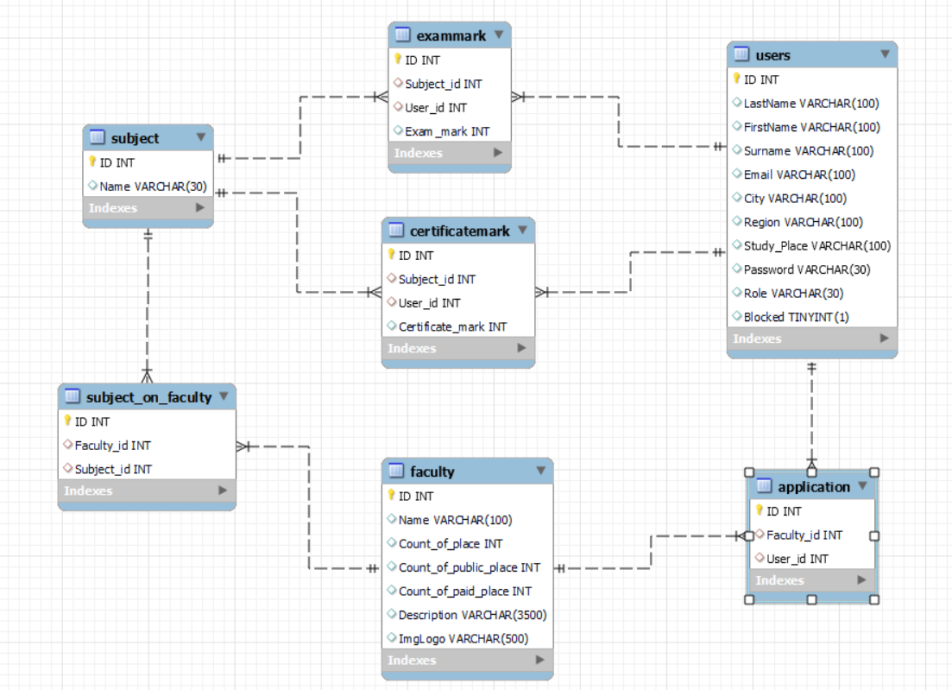 exammark
ID INT
Subject_id INT
User_id INT
Exam_mark INT
Indexes
users
ID INT
LastName VARCHAR(100)
FirstName VARCHAR(100)
Surname VARCHAR(100)
Email VARCHAR(100)
City VARCHAR(100)
Region VARCHAR(100)
Study_Place VARCHAR(100)
Password VARCHAR(30)
Role VARCHAR(30)
Blocked TINYINT(1)
Indexes
subject
ID INT
Name VARCHAR(30)
Indexes
certificatemark
ID INT
Subject_id INT
User_id INT
Certificate_mark INT
Indexes
subject_on_faculty
ID INT
Faculty_id INT
Subject_id INT
Indexes
faculty
ID INT
Name VARCHAR(100)
Count_of_place INT
Count_of_public_place INT
Count_of_paid_place INT
Description VARCHAR(3500)
ImgLogo VARCHAR(500)
Indexes
application
ID INT
Faculty_id INT
User_id INT
Indexes